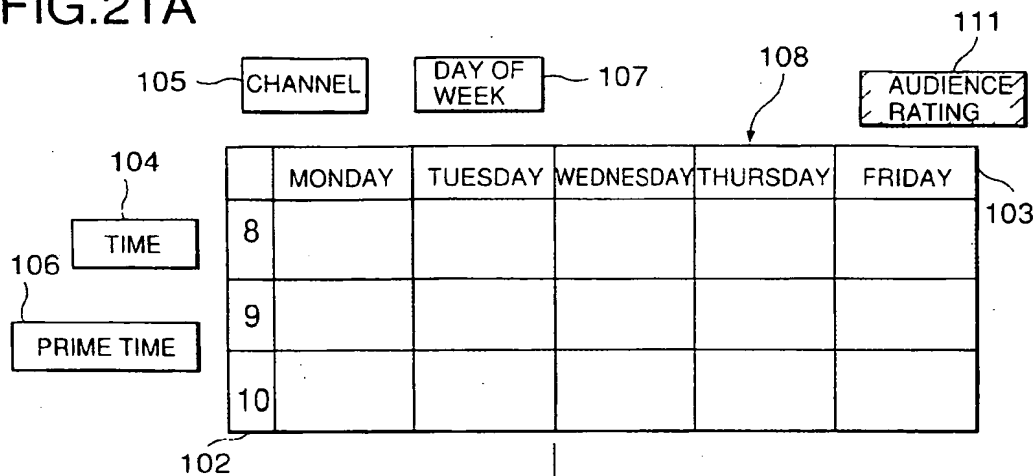 FIG.21A
111
108
105
CHANNEL
DAY OF
WEEK
107
AUDIENCE
RATING
104
MONDAY
TUESDAY
WEDNESDAY
THURSDAY
FRIDAY
103
TIME
8
106
9
PRIME TIME
10
102